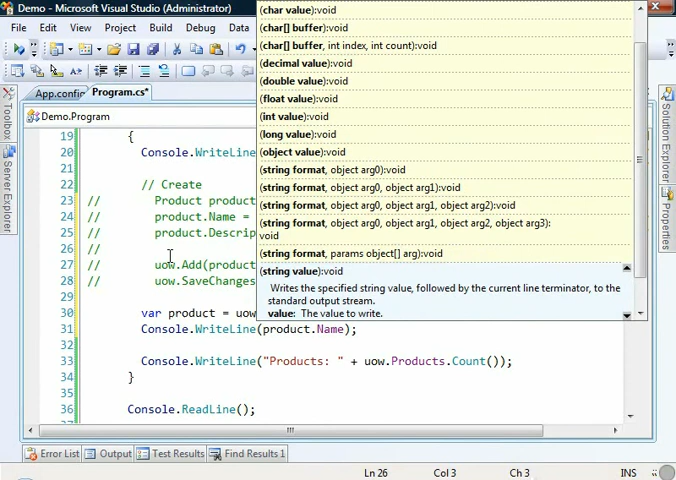 Demo - Microsoft Visual Studio (Administrator)
File Edit View Project Build Debug Data
App.config Program.cs*
Toolbox
Server Explorer
Solution Explorer
Properties
Demo.Program
(char value):void
(char[] buffer):void
(char[] buffer, int index, int count):void
(decimal value):void
(double value):void
(float value):void
(int value):void
(long value):void
(object value):void
(string format, object arg0):void
(string format, object arg0, object arg1):void
(string format, object arg0, object arg1, object arg2):void
(string format, object arg0, object arg1, object arg2, object arg3):
void
(string format, params object[] arg):void
(string value):void
Writes the specified string value, followed by the current line terminator, to the
standard output stream.
value: The value to write.
19 {
20 Console.WriteLine
21
22 // Create
23 // Product product
24 // product.Name =
25 // product.Descrip
26 //
27 // uow.Add(product
28 // uow.SaveChanges
29
30 var product = uow
31 Console.WriteLine(product.Name);
32
33 Console.WriteLine("Products: " + uow.Products.Count());
34 }
35
36 Console.ReadLine();
Error List Output Test Results Find Results 1
Ln 26 Col 3 Ch 3 INS